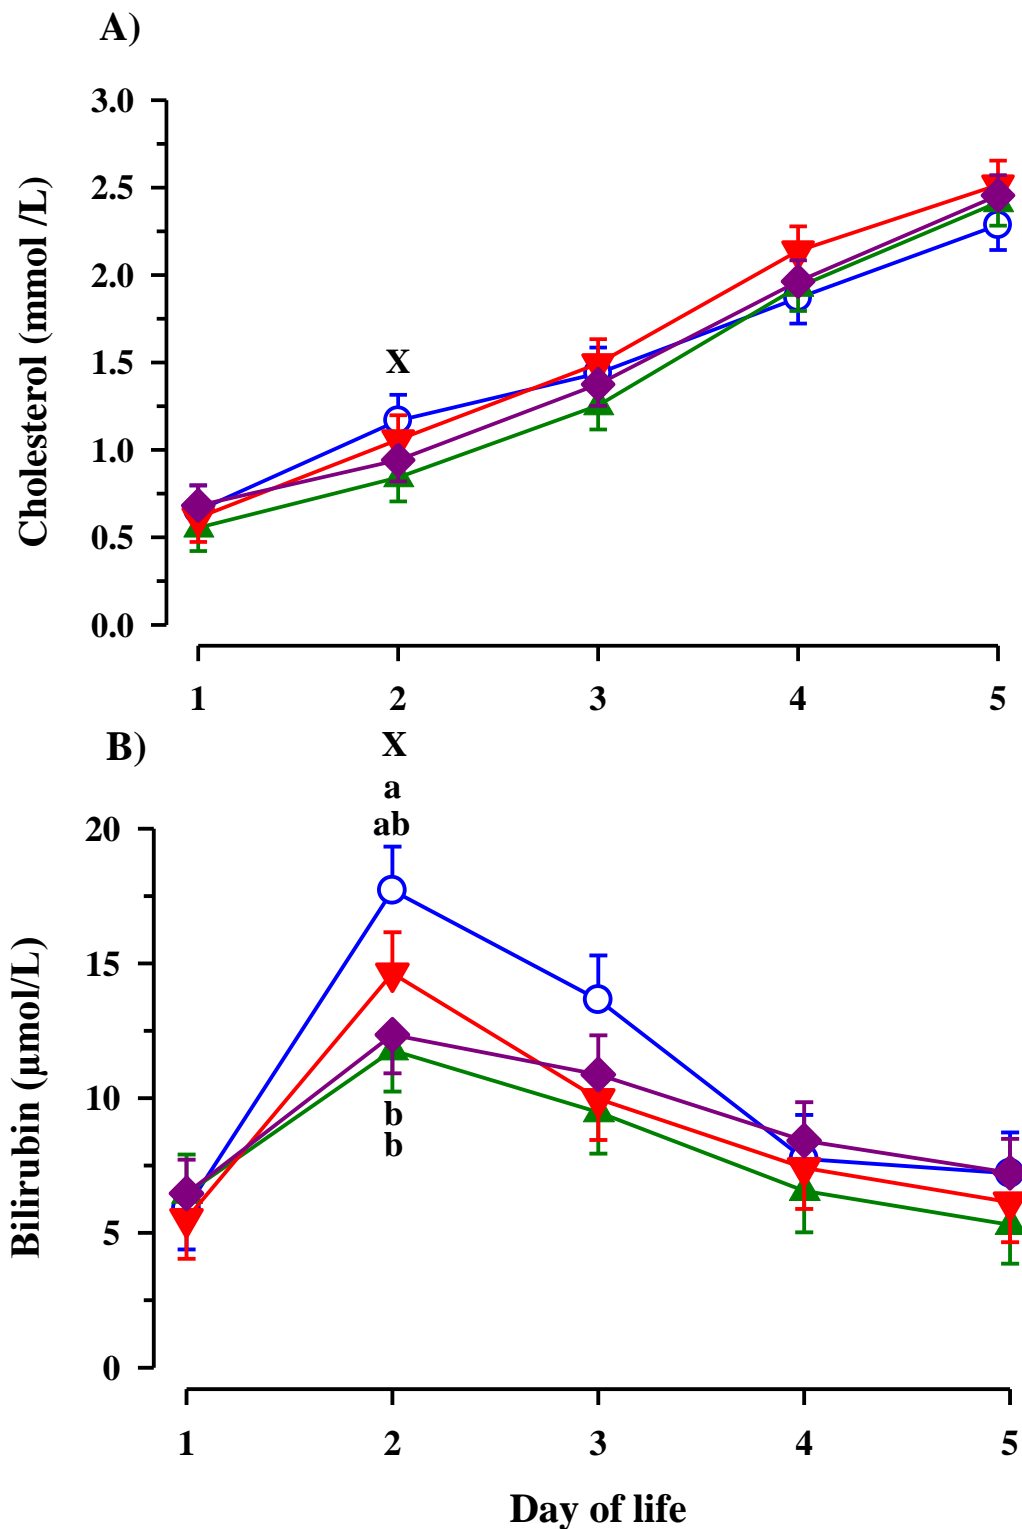 A)
3.0
2.5
2.0
1.5
1.0
0.5
0.0
Cholesterol (mmol /L)
X
1 2 3 4 5
B)
X
a
ab
b
b
20
15
10
5
0
Bilirubin (µmol/L)
1 2 3 4 5
Day of life